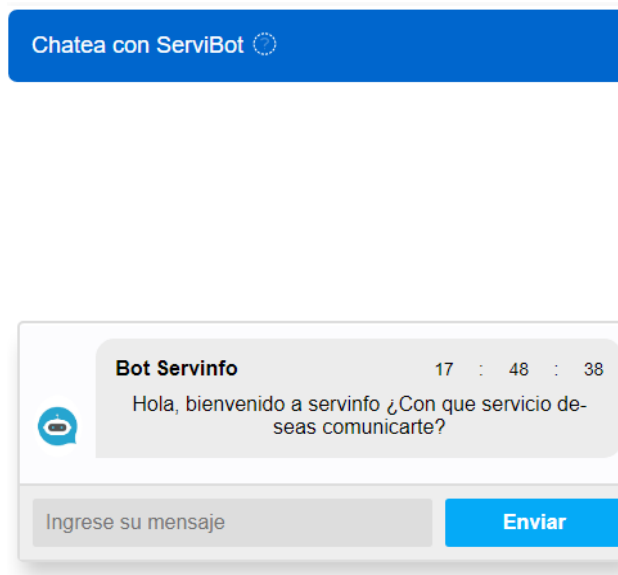 Chatea con ServiBot ?
Bot Servinfo 17 : 48 : 38
Hola, bienvenido a servinfo ¿Con que servicio de-
seas comunicarte?
Ingrese su mensaje Enviar